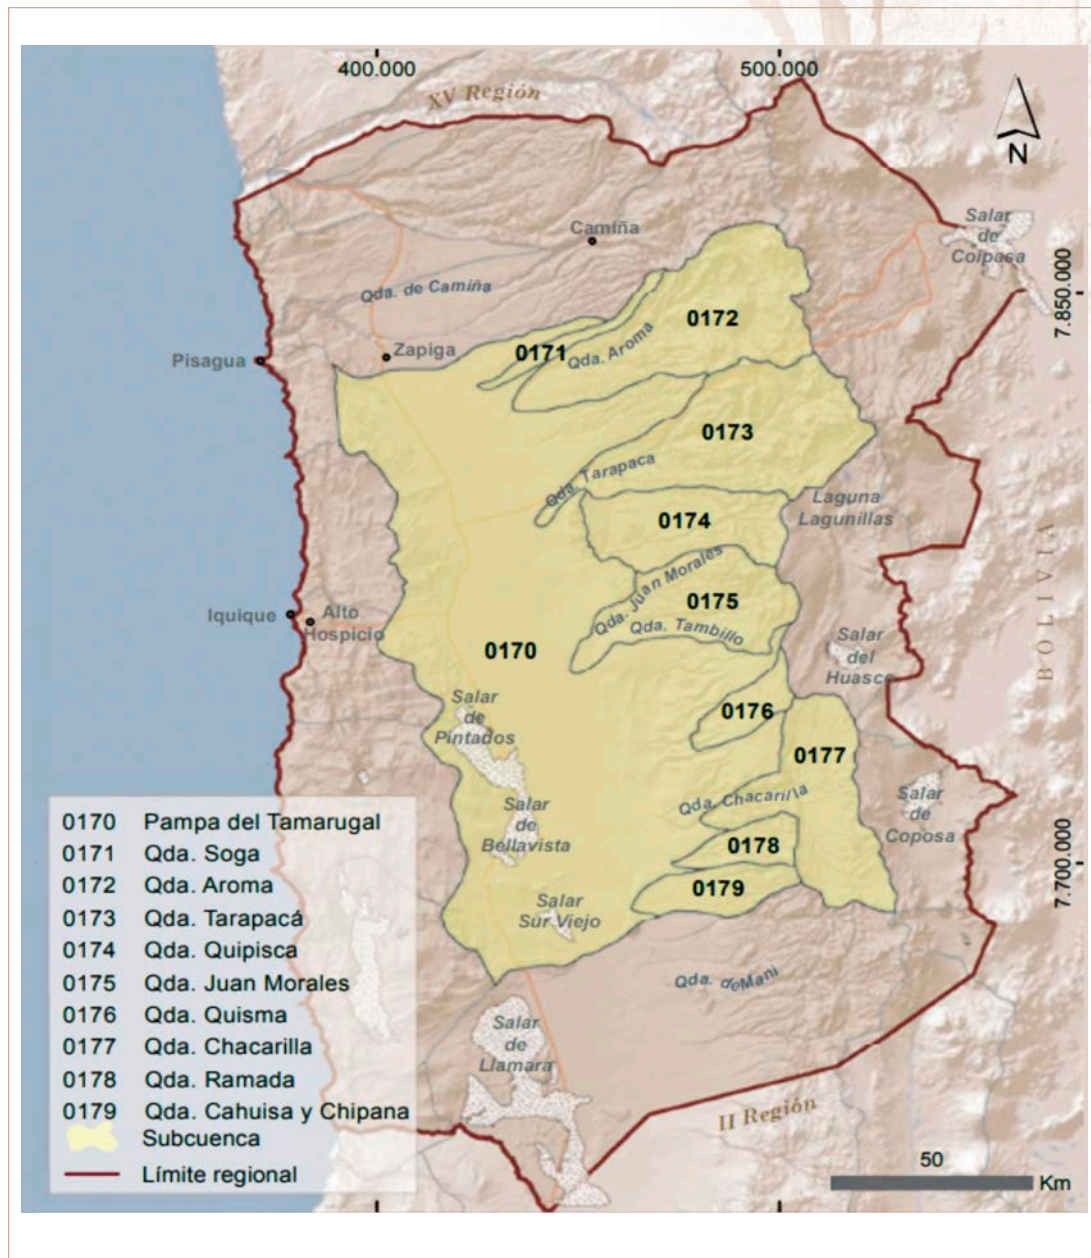 400.000
500.000
XV Región
N
Salar
de
Coipasa
Camiña
Qda. de Camiña
7.850.000
0172
Pisagua
Zapiga
0171
Qda. Aroma
0173
Qda. Tarapaca
Laguna
Lagunillas
0174
BOLIVIA
Qda. Juan Morales
0175
Iquique
Alto
Hospicio
Qda. Tambillo
0170
Salar
del
Huasco
Salar
de
Pintados
0176
0177
Qda. Chacarilla
Salar
de
Coposa
Salar
de
Bellavista
0178
0179
7.700.000
Salar
Sur Viejo
Qda. deMani
Salar
de
Llamara
II Región
0170 Pampa del Tamarugal
0171 Qda. Soga
0172 Qda. Aroma
0173 Qda. Tarapacá
0174 Qda. Quipisca
0175 Qda. Juan Morales
0176 Qda. Quisma
0177 Qda. Chacarilla
0178 Qda. Ramada
0179 Qda. Cahuisa y Chipana
Subcuenca
Límite regional
50
Km